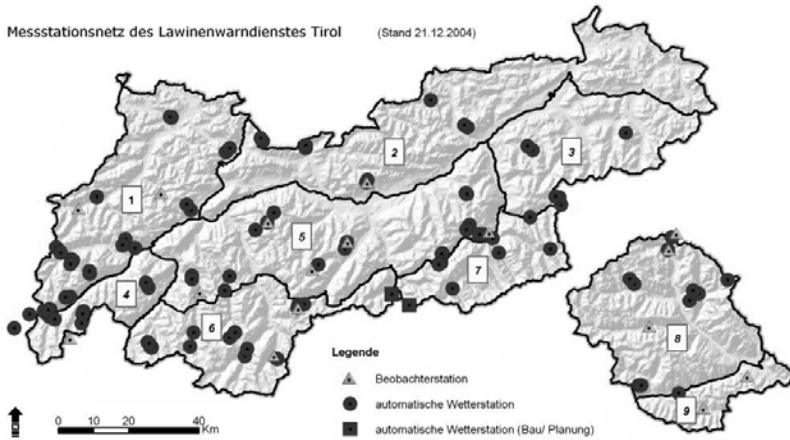 Messstationsnetz des Lawinenwarndienstes Tirol (Stand 21.12.2004)
1
2
3
4
5
6
7
8
9
Legende
Beobachterstation
automatische Wetterstation
automatische Wetterstation (Bau/ Planung)
0 10 20 40
Km